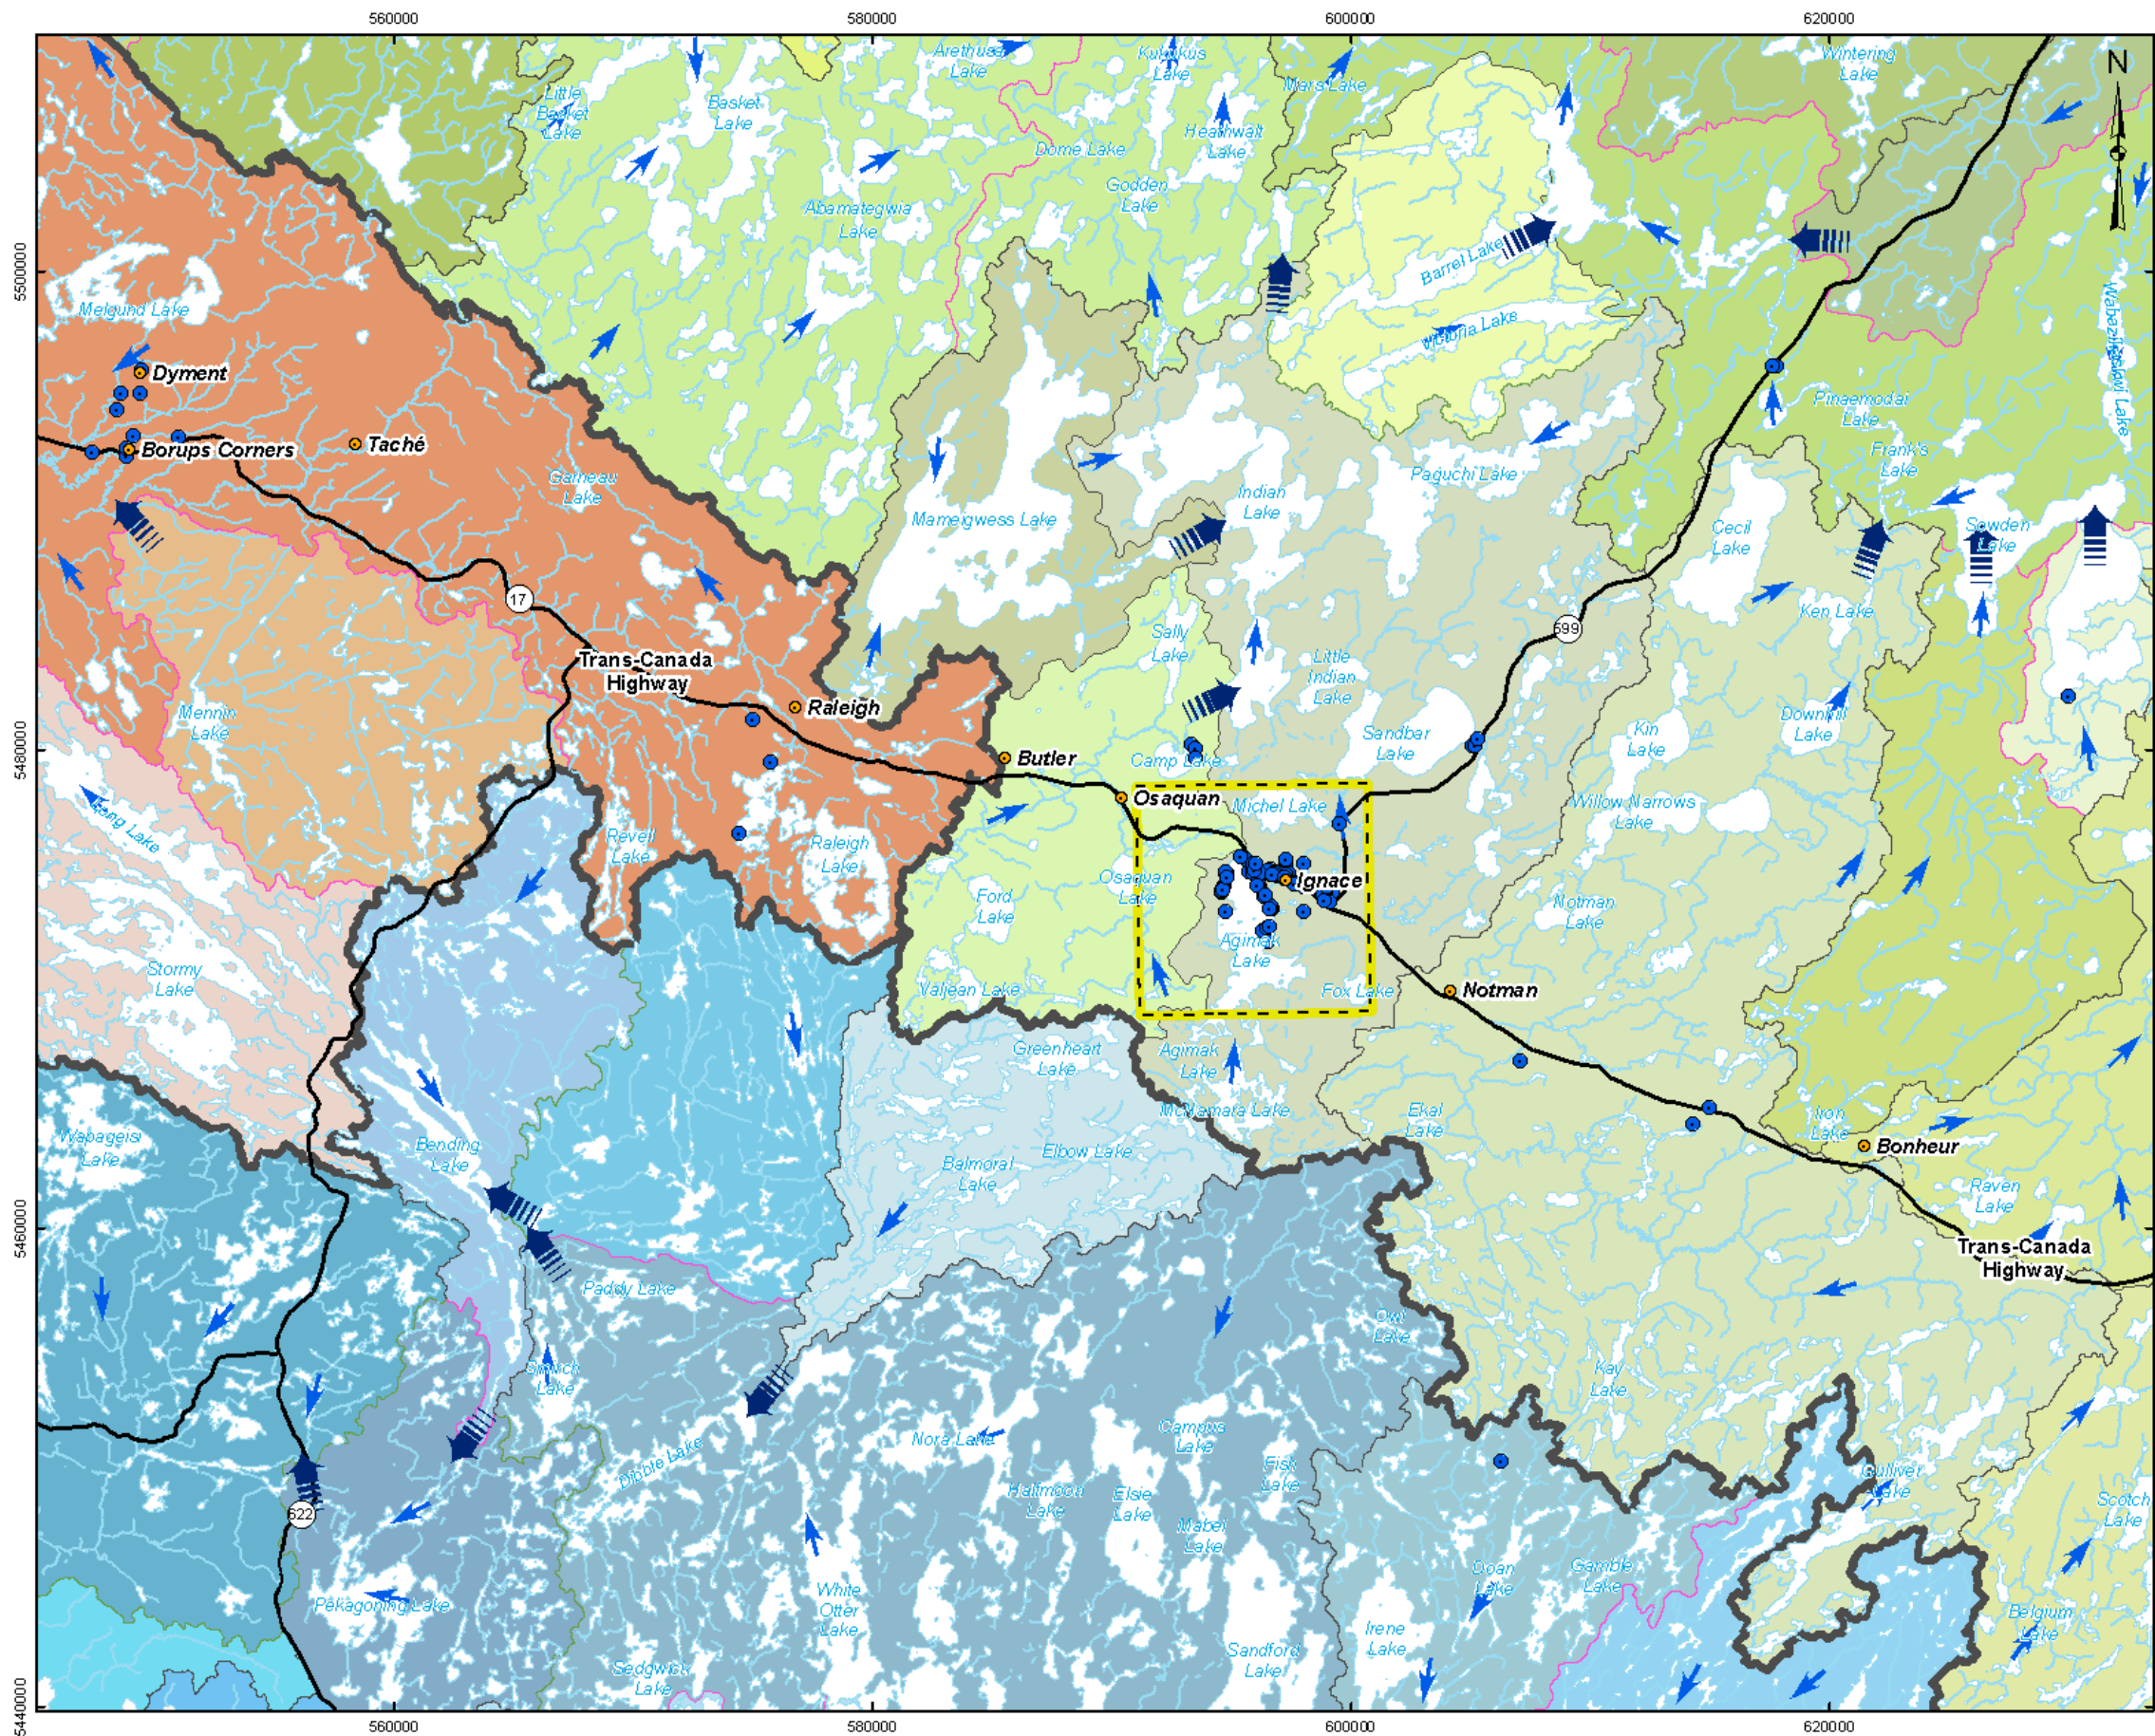 560000
580000
600000
620000
N
Arethusa
Lake
Kukukus
Lake
Mars Lake
Wintering
Lake
Little
Basket
Lake
Basket
Lake
Heathwalt
Lake
Dome Lake
Godden
Lake
Abamategwia
Lake
Barrel Lake
Victoria Lake
5500000
Melgund Lake
Dyment
Borups Corners
Taché
Garneau
Lake
Pinaemodai
Lake
Frank's
Lake
Paguchi Lake
Indian
Lake
Mameigwess Lake
Cecil
Lake
Sowden
Lake
17
Ken Lake
599
Sally
Lake
Trans-Canada
Highway
Little
Indian
Lake
Raleigh
Mennin
Lake
Downhill
Lake
Kin
Lake
Sandbar
Lake
5480000
Butler
Camp Lake
Osaquan
Michel Lake
Willow Narrows
Lake
Long Lake
Revell
Lake
Raleigh
Lake
Osaquan
Lake
Ignace
Ford
Lake
Notman
Lake
Agimak
Lake
Stormy
Lake
Valjean Lake
Fox Lake
Notman
Greenheart
Lake
Agimak
Lake
McNamara Lake
Ekal
Lake
Iron
Lake
Wapageisi
Lake
Bending
Lake
Elbow Lake
Balmoral
Lake
Bonheur
Raven
Lake
5460000
Trans-Canada
Highway
Paddy Lake
Owl
Lake
Smirch
Lake
Kay
Lake
Nora Lake
Campus
Lake
Dibble Lake
Fisk
Lake
Gulliver
Lake
Halfmoon
Lake
Elsie
Lake
Scotch
Lake
622
Mabel
Lake
Doan
Lake
Gamble
Lake
Pekagoning Lake
White
Otter
Lake
Belgium
Lake
Irene
Lake
Sandford
Lake
Sedgwick
Lake
5440000
560000
580000
600000
620000